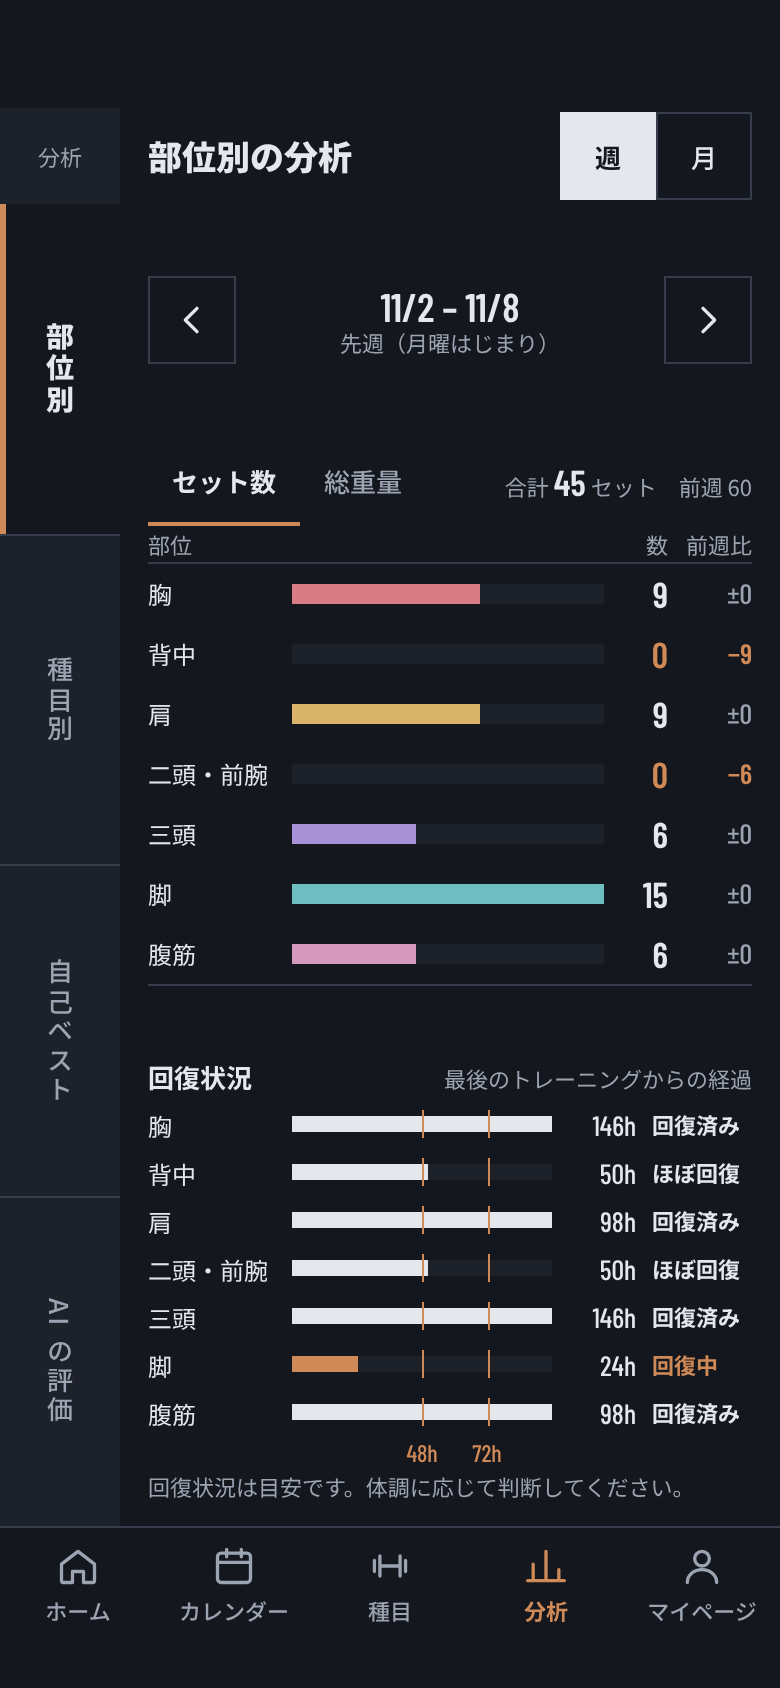 分析
部位別の分析
週
月
11/2 – 11/8
先週（月曜はじまり）
部位別
種目別
自己ベスト
AIの評価
セット数
総重量
合計 45 セット 前週 60
部位 数 前週比
胸 9 ±0
背中 0 −9
肩 9 ±0
二頭・前腕 0 −6
三頭 6 ±0
脚 15 ±0
腹筋 6 ±0
回復状況 最後のトレーニングからの経過
胸 146h 回復済み
背中 50h ほぼ回復
肩 98h 回復済み
二頭・前腕 50h ほぼ回復
三頭 146h 回復済み
脚 24h 回復中
腹筋 98h 回復済み
48h 72h
回復状況は目安です。体調に応じて判断してください。
ホーム カレンダー 種目 分析 マイページ